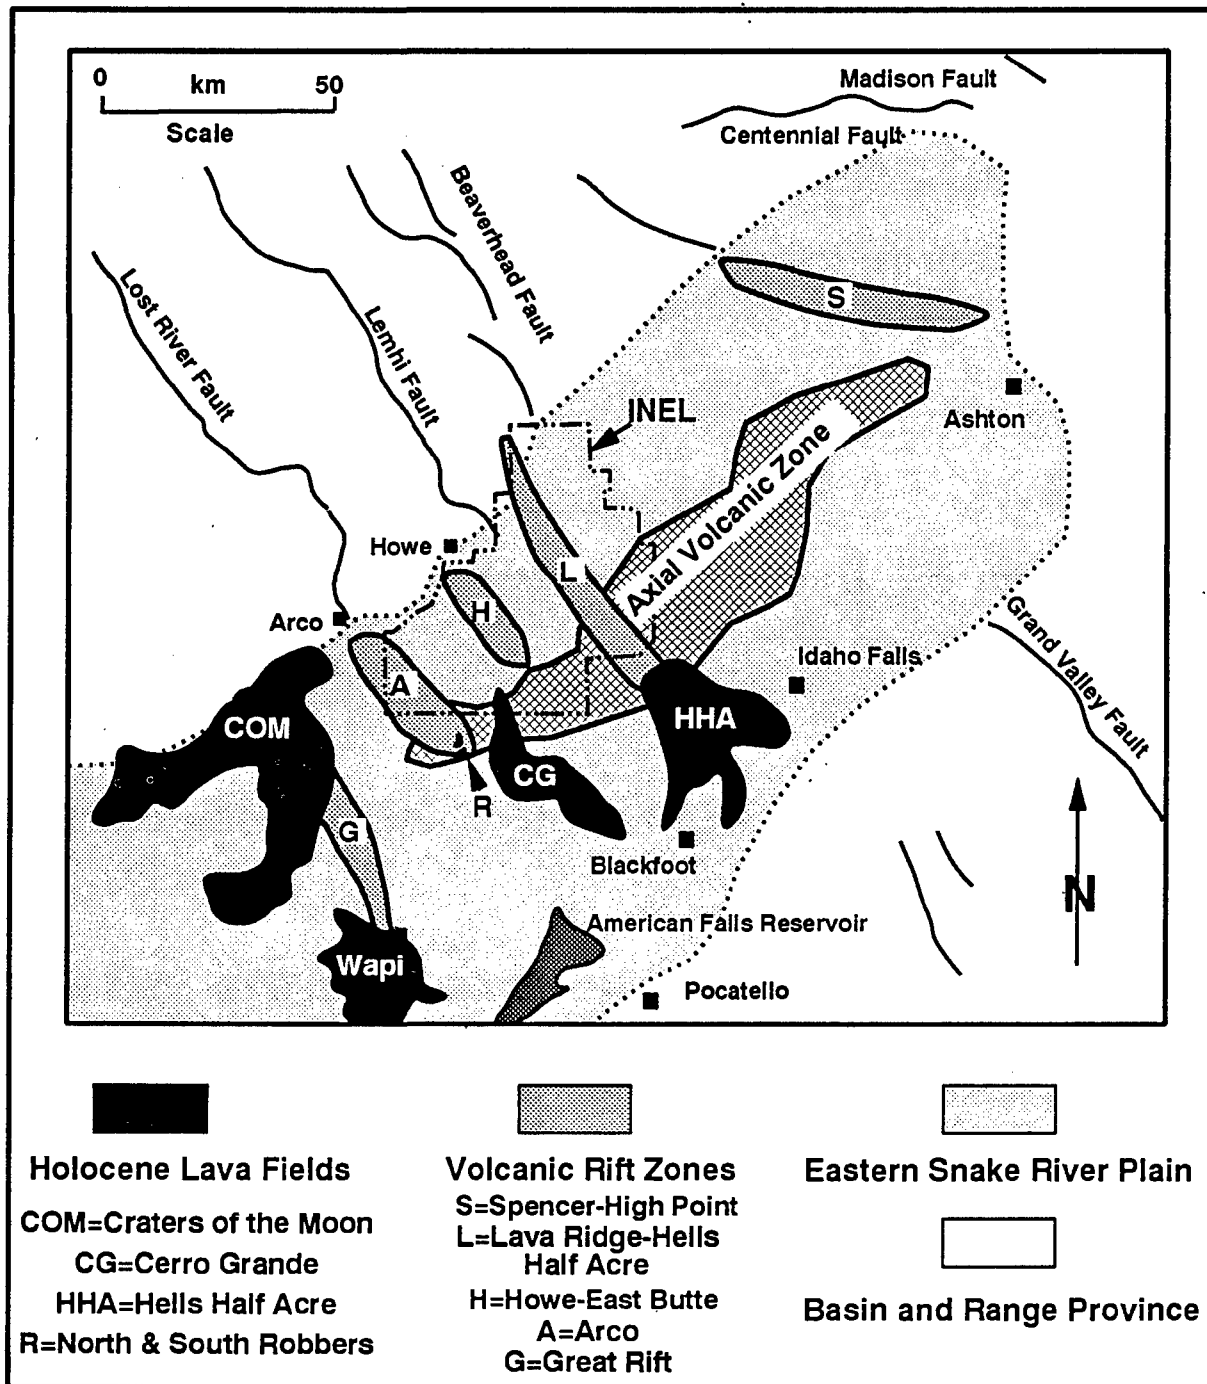 0 km 50
Scale
Madison Fault
Centennial Fault
Beaverhead Fault
Lost River Fault
Lemhi Fault
S
INEL
Ashton
Axial Volcanic Zone
Howe
L
H
Arco
A
Idaho Falls
Grand Valley Fault
COM
HHA
CG
R
G
Blackfoot
N
American Falls Reservoir
Wapi
Pocatello
Holocene Lava Fields
COM=Craters of the Moon
CG=Cerro Grande
HHA=Hells Half Acre
R=North & South Robbers
Volcanic Rift Zones
S=Spencer-High Point
L=Lava Ridge-Hells
Half Acre
H=Howe-East Butte
A=Arco
G=Great Rift
Eastern Snake River Plain
Basin and Range Province